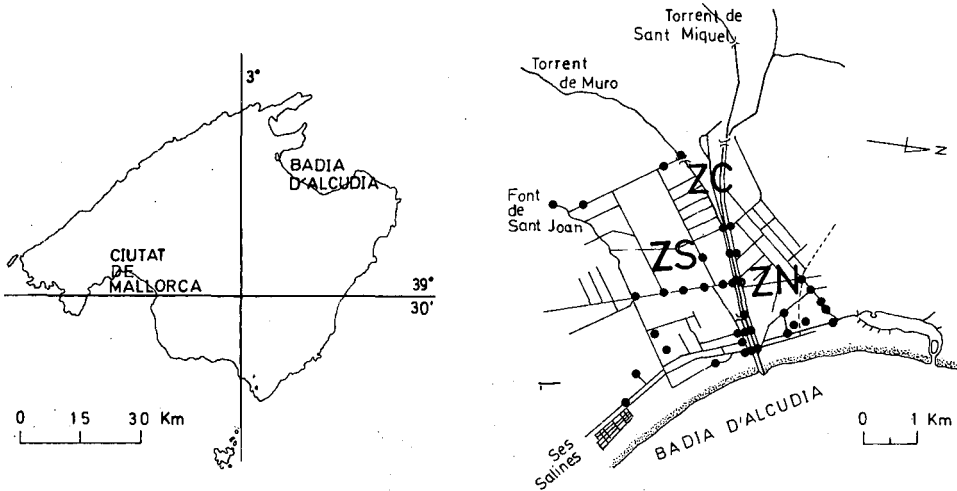 3°
BADIA
D'ALCUDIA
CIUTAT
DE
MALLORCA
39°
30'
0 15 30 Km
Torrent de
Sant Miquel
Torrent
de Muro
N
ZC
Font
de
Sant Joan
ZS
ZN
Ses
Salines
BADIA D'ALCUDIA
0 1 Km